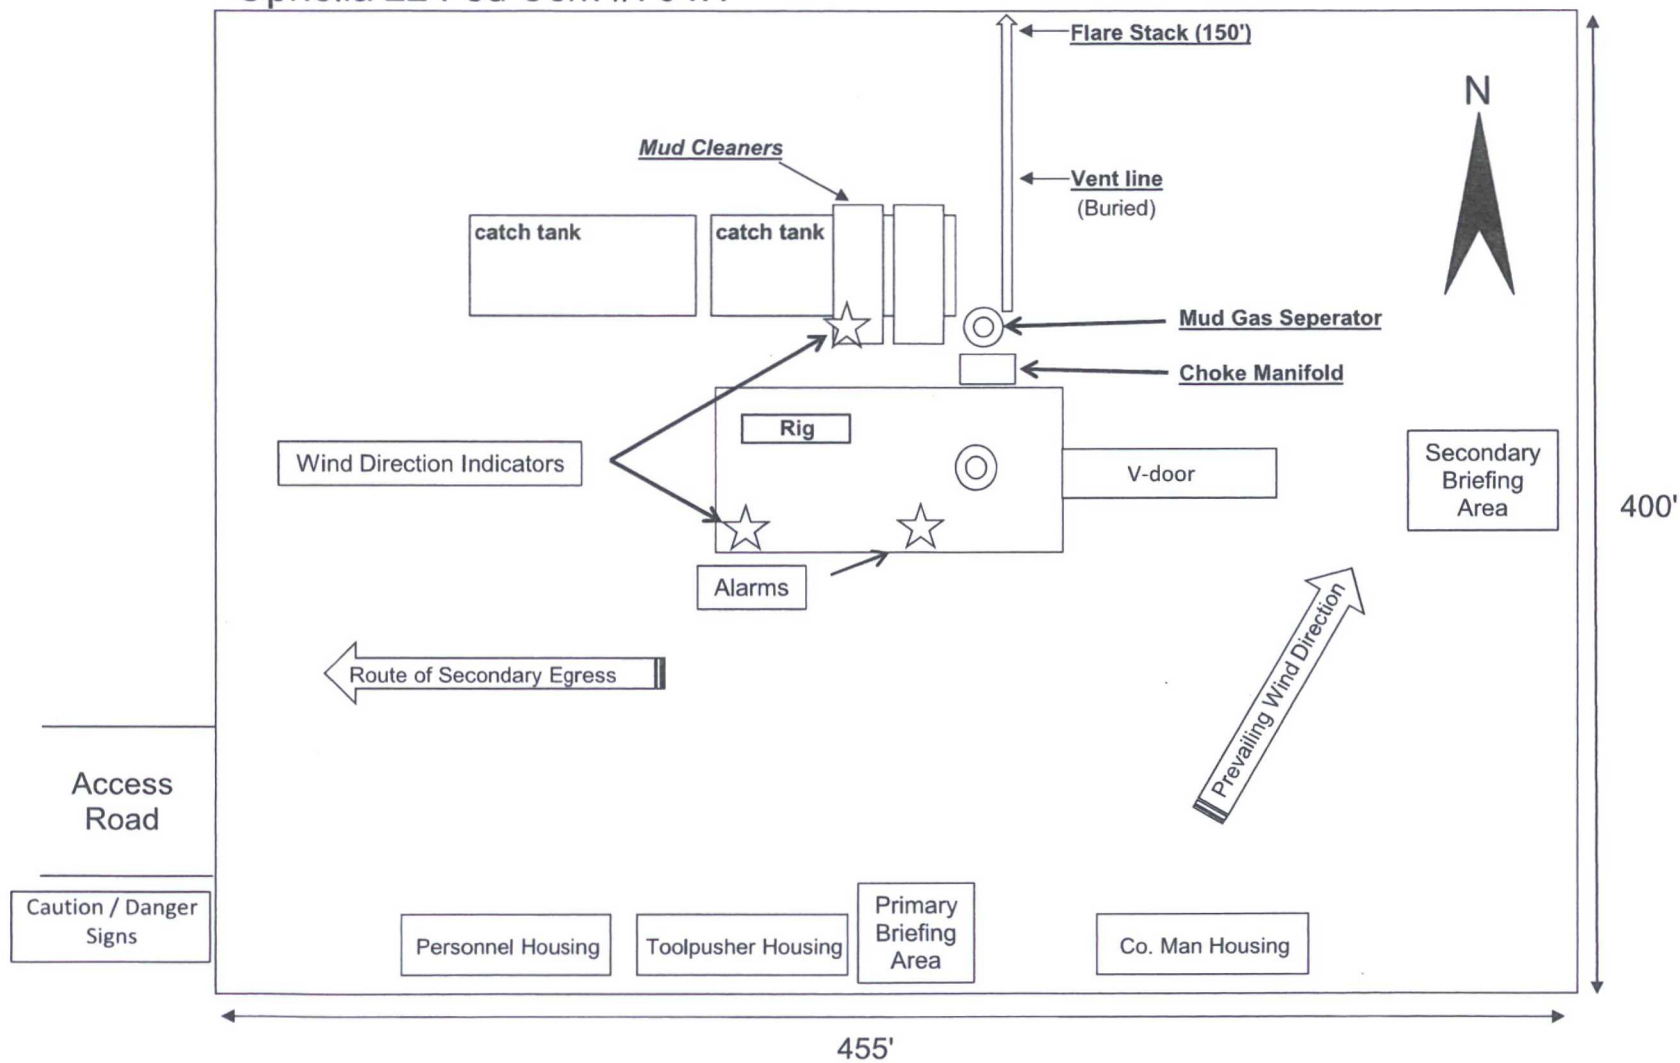 Flare Stack (150')
N
Mud Cleaners
Vent line
(Buried)
catch tank
catch tank
Mud Gas Seperator
Choke Manifold
Rig
Wind Direction Indicators
V-door
Secondary
Briefing
Area
400'
Alarms
Prevailing Wind Direction
Route of Secondary Egress
Access
Road
Caution / Danger
Signs
Personnel Housing
Toolpusher Housing
Primary
Briefing
Area
Co. Man Housing
455'